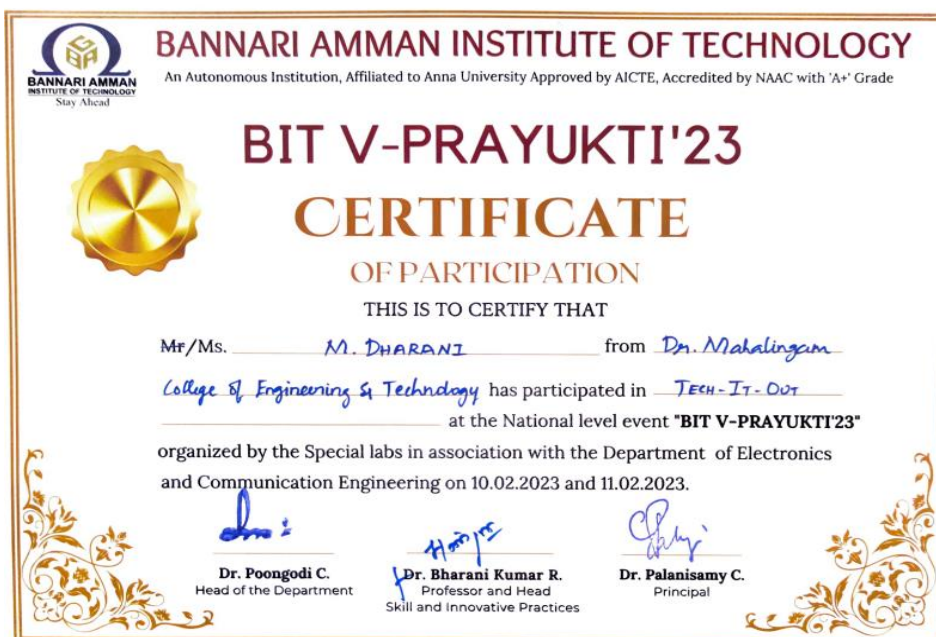 BANNARI AMMAN
INSTITUTE OF TECHNOLOGY
Stay Ahead
BANNARI AMMAN INSTITUTE OF TECHNOLOGY
An Autonomous Institution, Affiliated to Anna University Approved by AICTE, Accredited by NAAC with 'A+' Grade
BIT V-PRAYUKTI'23
CERTIFICATE
OF PARTICIPATION
THIS IS TO CERTIFY THAT
Mr/Ms. M. DHARANI from Dr. Mahalingam
College of Engineering & Technology has participated in TECH-IT-OUT
at the National level event "BIT V-PRAYUKTI'23"
organized by the Special labs in association with the Department of Electronics
and Communication Engineering on 10.02.2023 and 11.02.2023.
Dr. Poongodi C.
Head of the Department
Dr. Bharani Kumar R.
Professor and Head
Skill and Innovative Practices
Dr. Palanisamy C.
Principal